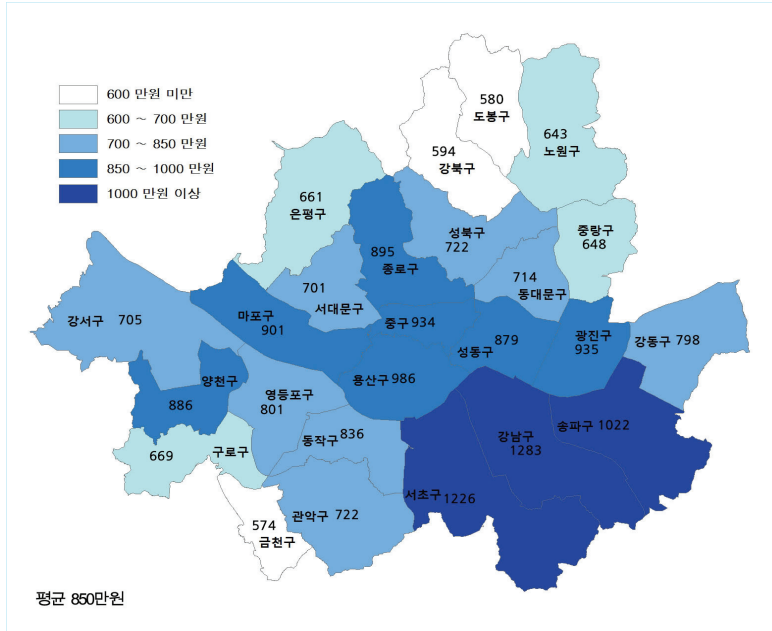 600 만원 미만
600 ~ 700 만원
700 ~ 850 만원
850 ~ 1000 만원
1000 만원 이상
580
도봉구
594
강북구
643
노원구
661
은평구
895
종로구
성북구
722
중랑구
648
701
서대문구
714
동대문구
강서구 705
마포구
901
중구 934
성동구 879
광진구
935
강동구 798
양천구
886
영등포구
801
용산구 986
669
구로구
동작구 836
강남구
1283
송파구 1022
서초구 1226
574
금천구
관악구 722
평균 850만원